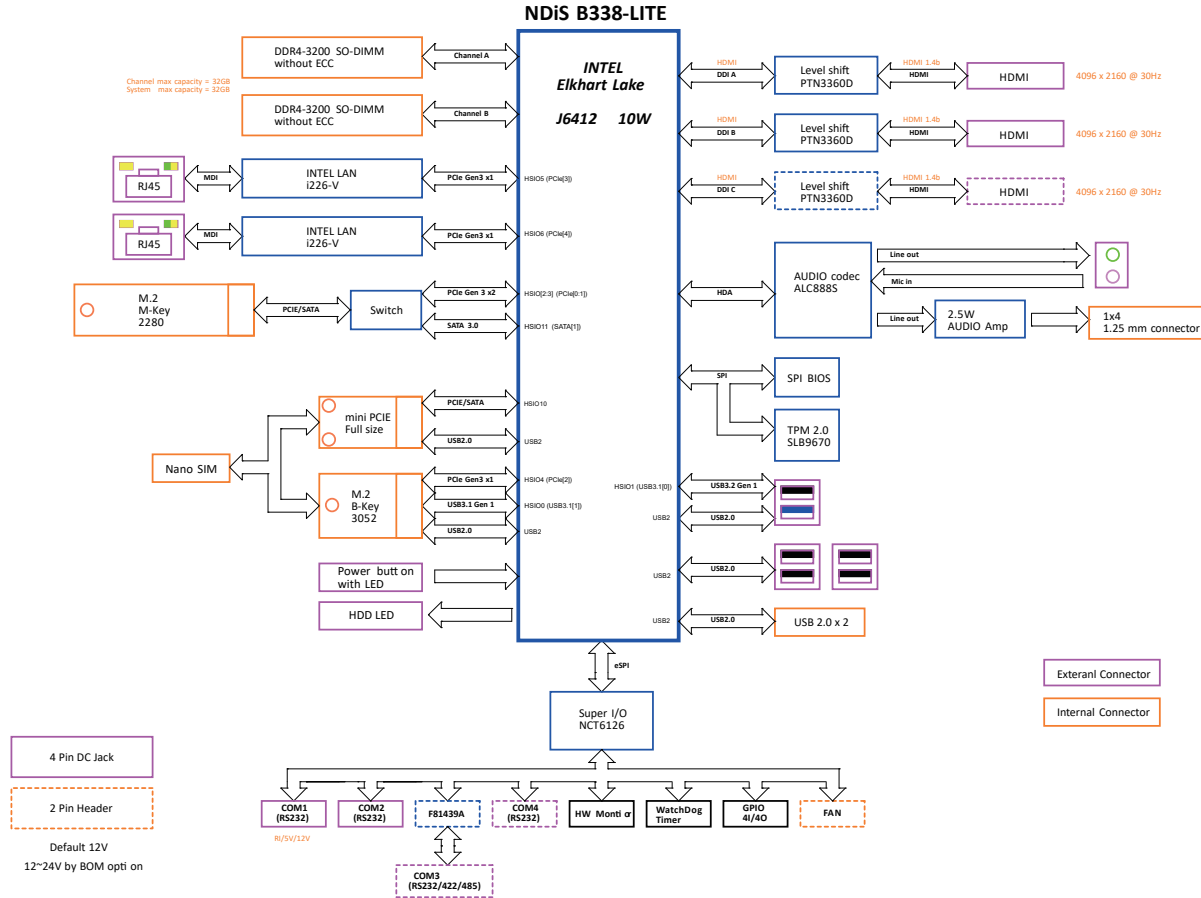 NDiS B338-LITE
INTEL
Elkhart Lake
J6412 10W
DDR4-3200 SO-DIMM
without ECC
Channel A
Channel max capacity = 32GB
System max capacity = 32GB
DDR4-3200 SO-DIMM
without ECC
Channel B
RJ45
MDI
INTEL LAN
i226-V
PCIe Gen3 x1
HSIO5 (PCIe[3])
RJ45
MDI
INTEL LAN
i226-V
PCIe Gen3 x1
HSIO6 (PCIe[4])
M.2
M-Key
2280
PCIE/SATA
Switch
PCIe Gen 3 x2
HSIO[2:3] (PCIe[0:1])
SATA 3.0
HSIO11 (SATA[1])
Nano SIM
mini PCIE
Full size
PCIE/SATA
HSIO10
USB2.0
USB2
M.2
B-Key
3052
PCIe Gen3 x1
HSIO4 (PCIe[2])
USB3.1 Gen 1
HSIO0 (USB3.1[1])
USB2.0
USB2
Power butt on
with LED
HDD LED
HDMI
DDI A
Level shift
PTN3360D
HDMI 1.4b
HDMI
HDMI
4096 x 2160 @ 30Hz
HDMI
DDI B
Level shift
PTN3360D
HDMI 1.4b
HDMI
HDMI
4096 x 2160 @ 30Hz
HDMI
DDI C
Level shift
PTN3360D
HDMI 1.4b
HDMI
HDMI
4096 x 2160 @ 30Hz
HDA
AUDIO codec
ALC888S
Line out
Mic in
Line out
2.5W
AUDIO Amp
1x4
1.25 mm connector
SPI
SPI BIOS
TPM 2.0
SLB9670
HSIO1 (USB3.1[0])
USB3.2 Gen 1
USB2
USB2.0
USB2
USB2.0
USB2
USB2.0
USB 2.0 x 2
eSPI
Super I/O
NCT6126
Exteranl Connector
Internal Connector
4 Pin DC Jack
2 Pin Header
Default 12V
12~24V by BOM opti on
COM1
(RS232)
RI/5V/12V
COM2
(RS232)
F81439A
COM4
(RS232)
HW Monti or
WatchDog
Timer
GPIO
4I/4O
FAN
COM3
(RS232/422/485)